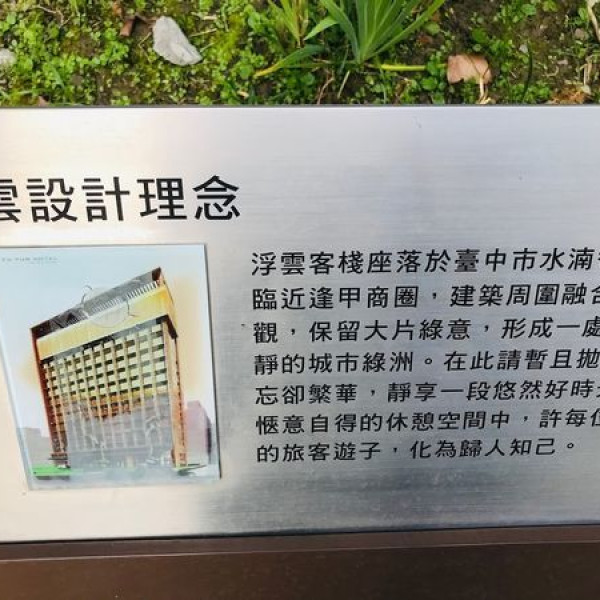 雲設計理念
浮雲客棧座落於臺中市水湳
臨近逢甲商圈，建築周圍融合
觀，保留大片綠意，形成一處
靜的城市綠洲。在此請暫且拋
忘卻繁華，靜享一段悠然好時
愜意自得的休憩空間中，許每位
的旅客遊子，化為歸人知己。